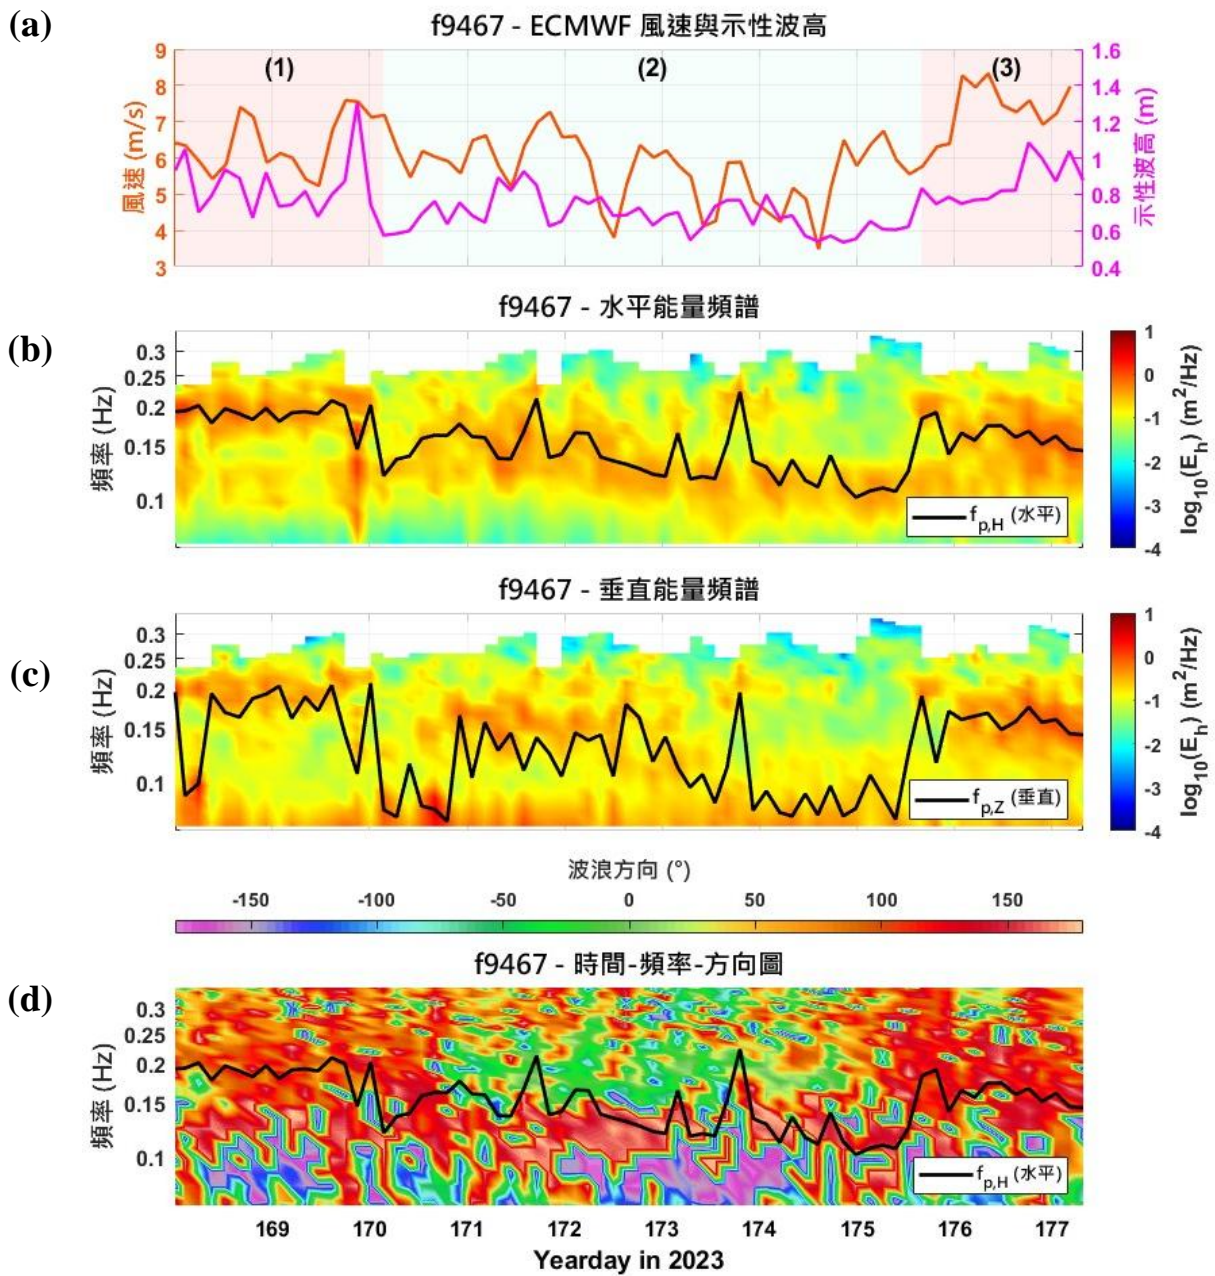 (a)
f9467 - ECMWF 風速與示性波高
9
8
7
6
5
4
3
風速 (m/s)
(1)
(2)
(3)
1.6
1.4
1.2
1
0.8
0.6
0.4
示性波高 (m)
(b)
f9467 - 水平能量頻譜
0.3
0.25
0.2
0.15
0.1
頻率 (Hz)
f_{p,H} (水平)
1
0
-1
-2
-3
-4
log_{10}(E_h) (m^2/Hz)
(c)
f9467 - 垂直能量頻譜
0.3
0.25
0.2
0.15
0.1
頻率 (Hz)
f_{p,Z} (垂直)
1
0
-1
-2
-3
-4
log_{10}(E_h) (m^2/Hz)
波浪方向 (°)
-150 -100 -50 0 50 100 150
(d)
f9467 - 時間-頻率-方向圖
0.3
0.25
0.2
0.15
0.1
頻率 (Hz)
f_{p,H} (水平)
169 170 171 172 173 174 175 176 177
Yearday in 2023